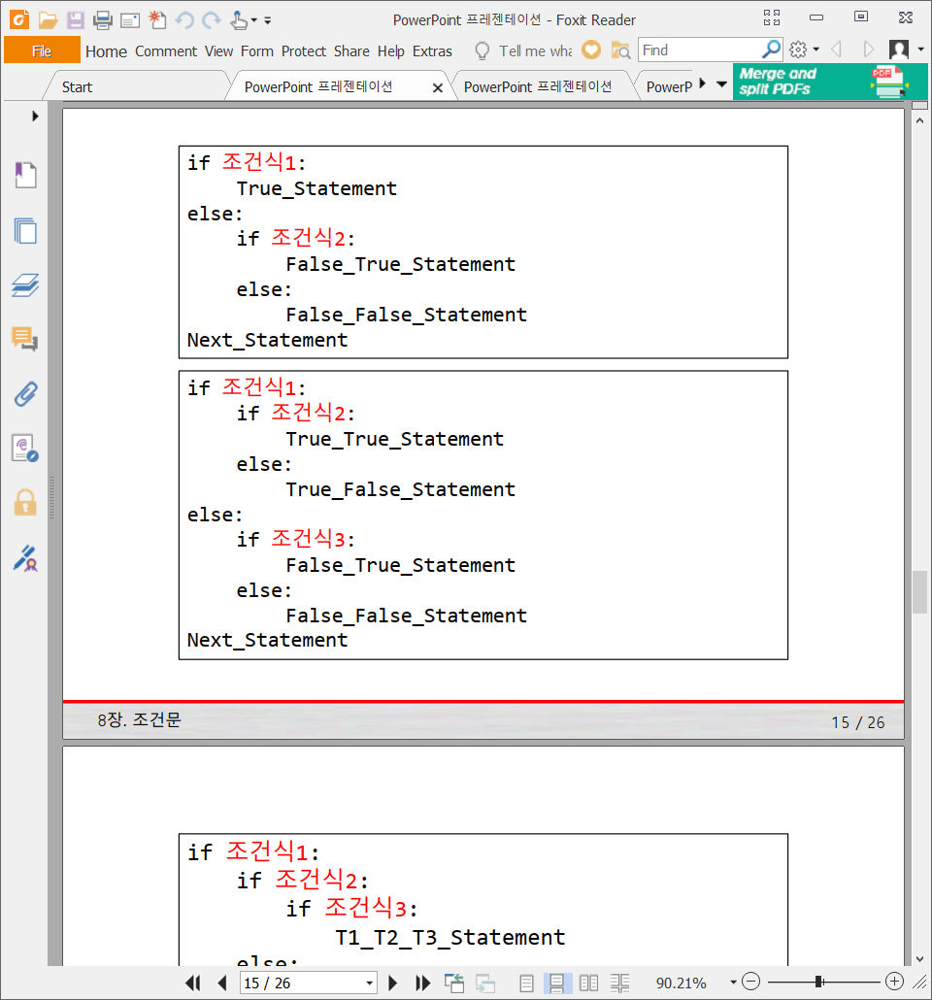 PowerPoint 프레젠테이션 - Foxit Reader
File Home Comment View Form Protect Share Help Extras Tell me wha Find
Start PowerPoint 프레젠테이션 PowerPoint 프레젠테이션 PowerP Merge and split PDFs PDF
if 조건식1:
True_Statement
else:
if 조건식2:
False_True_Statement
else:
False_False_Statement
Next_Statement
if 조건식1:
if 조건식2:
True_True_Statement
else:
True_False_Statement
else:
if 조건식3:
False_True_Statement
else:
False_False_Statement
Next_Statement
8장. 조건문 15 / 26
if 조건식1:
if 조건식2:
if 조건식3:
T1_T2_T3_Statement
else:
15 / 26 90.21%